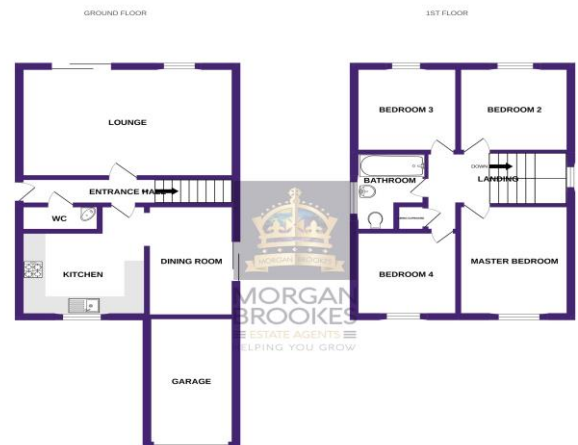 GROUND FLOOR
1ST FLOOR
LOUNGE
ENTRANCE HALL
WC
KITCHEN
DINING ROOM
GARAGE
BEDROOM 3
BEDROOM 2
DOWN
LANDING
BATHROOM
BEDROOM 4
MASTER BEDROOM
MORGAN BROOKES
MORGAN
BROOKES
ESTATE AGENTS
HELPING YOU GROW